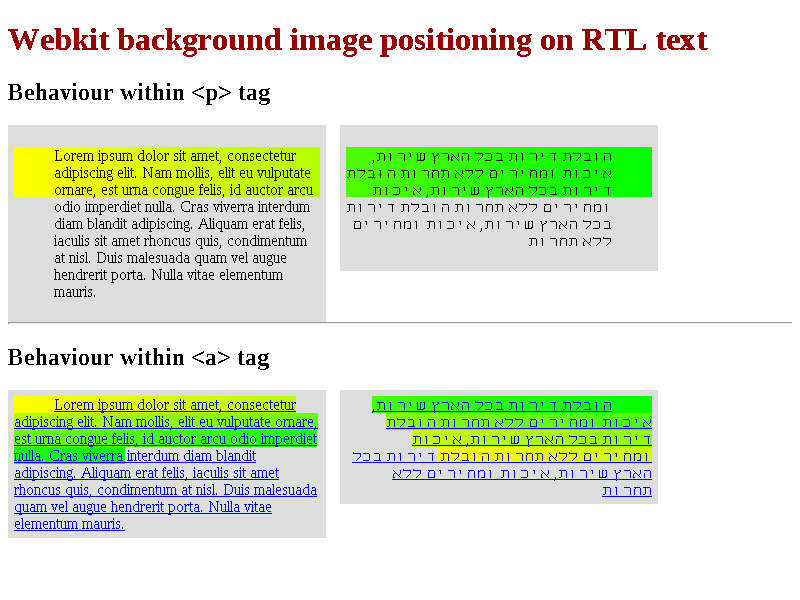 Webkit background image positioning on RTL text
Behaviour within <p> tag
Lorem ipsum dolor sit amet, consectetur
adipiscing elit. Nam mollis, elit eu vulputate
ornare, est urna congue felis, id auctor arcu
odio imperdiet nulla. Cras viverra interdum
diam blandit adipiscing. Aliquam erat felis,
iaculis sit amet rhoncus quis, condimentum
at nisl. Duis malesuada quam vel augue
hendrerit porta. Nulla vitae elementum
mauris.
הובלת דירות בכל הארץ שירות,
איכות ומחירים ללא תחרות הובלת
דירות בכל הארץ שירות, איכות
ומחירים ללא תחרות הובלת דירות
בכל הארץ שירות, איכות ומחירים
ללא תחרות
Behaviour within <a> tag
Lorem ipsum dolor sit amet, consectetur
adipiscing elit. Nam mollis, elit eu vulputate ornare,
est urna congue felis, id auctor arcu odio imperdiet
nulla. Cras viverra interdum diam blandit
adipiscing. Aliquam erat felis, iaculis sit amet
rhoncus quis, condimentum at nisl. Duis malesuada
quam vel augue hendrerit porta. Nulla vitae
elementum mauris.
הובלת דירות בכל הארץ שירות,
איכות ומחירים ללא תחרות הובלת
דירות בכל הארץ שירות, איכות
ומחירים ללא תחרות הובלת דירות בכל
הארץ שירות, איכות ומחירים ללא
תחרות